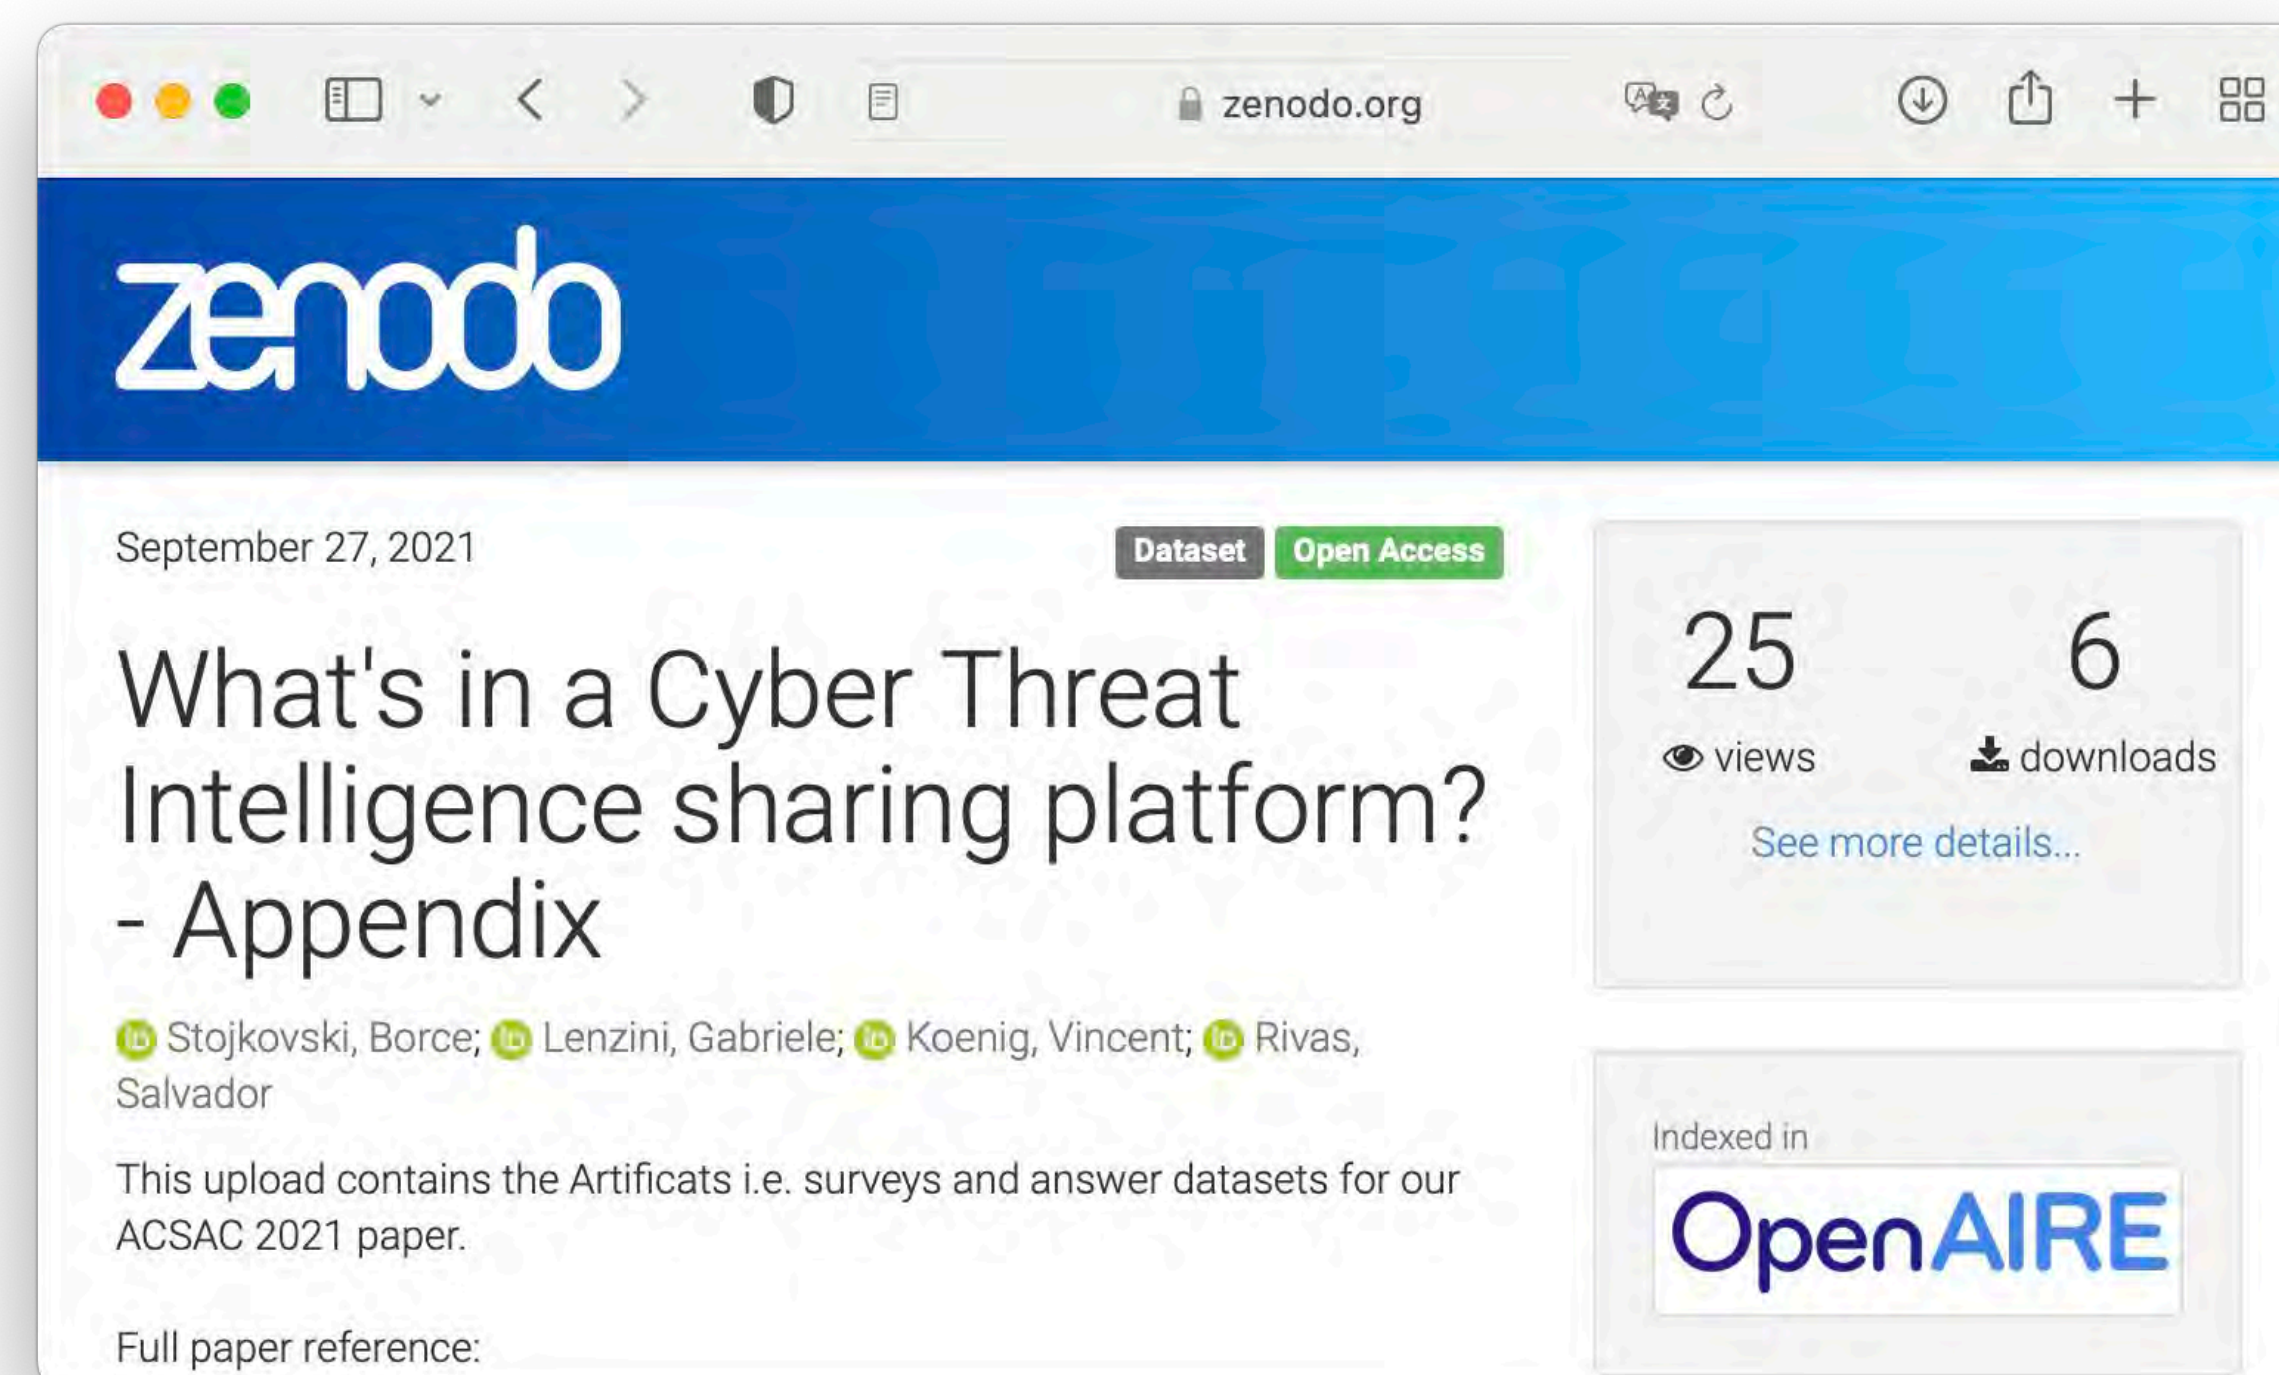 zenodo.org
zenodo
September 27, 2021
Dataset
Open Access
What's in a Cyber Threat
Intelligence sharing platform?
- Appendix
Stojkovski, Borce; Lenzini, Gabriele; Koenig, Vincent; Rivas,
Salvador
This upload contains the Artificats i.e. surveys and answer datasets for our
ACSAC 2021 paper.
Full paper reference:
25
views
6
downloads
See more details...
Indexed in
OpenAIRE